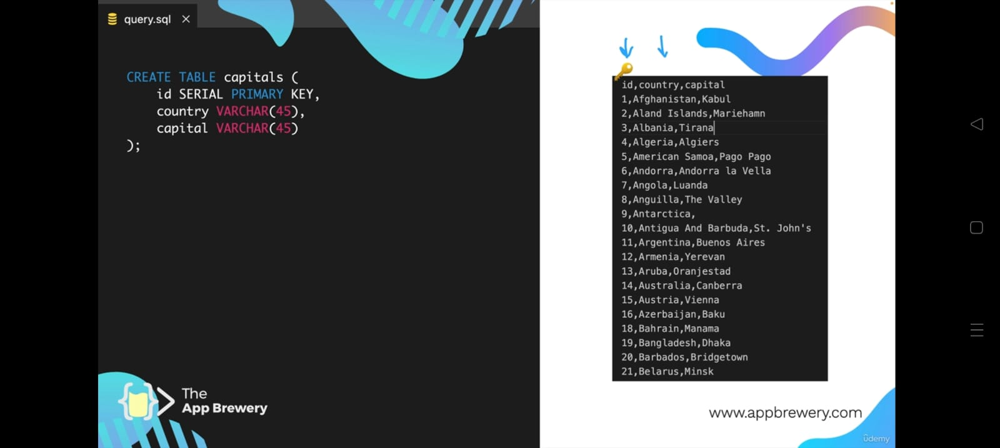 query.sql
CREATE TABLE capitals (
id SERIAL PRIMARY KEY,
country VARCHAR(45),
capital VARCHAR(45)
);
The
App Brewery
id,country,capital
1,Afghanistan,Kabul
2,Aland Islands,Mariehamn
3,Albania,Tirana
4,Algeria,Algiers
5,American Samoa,Pago Pago
6,Andorra,Andorra la Vella
7,Angola,Luanda
8,Anguilla,The Valley
9,Antarctica,
10,Antigua And Barbuda,St. John's
11,Argentina,Buenos Aires
12,Armenia,Yerevan
13,Aruba,Oranjestad
14,Australia,Canberra
15,Austria,Vienna
16,Azerbaijan,Baku
18,Bahrain,Manama
19,Bangladesh,Dhaka
20,Barbados,Bridgetown
21,Belarus,Minsk
www.appbrewery.com
ûdemy